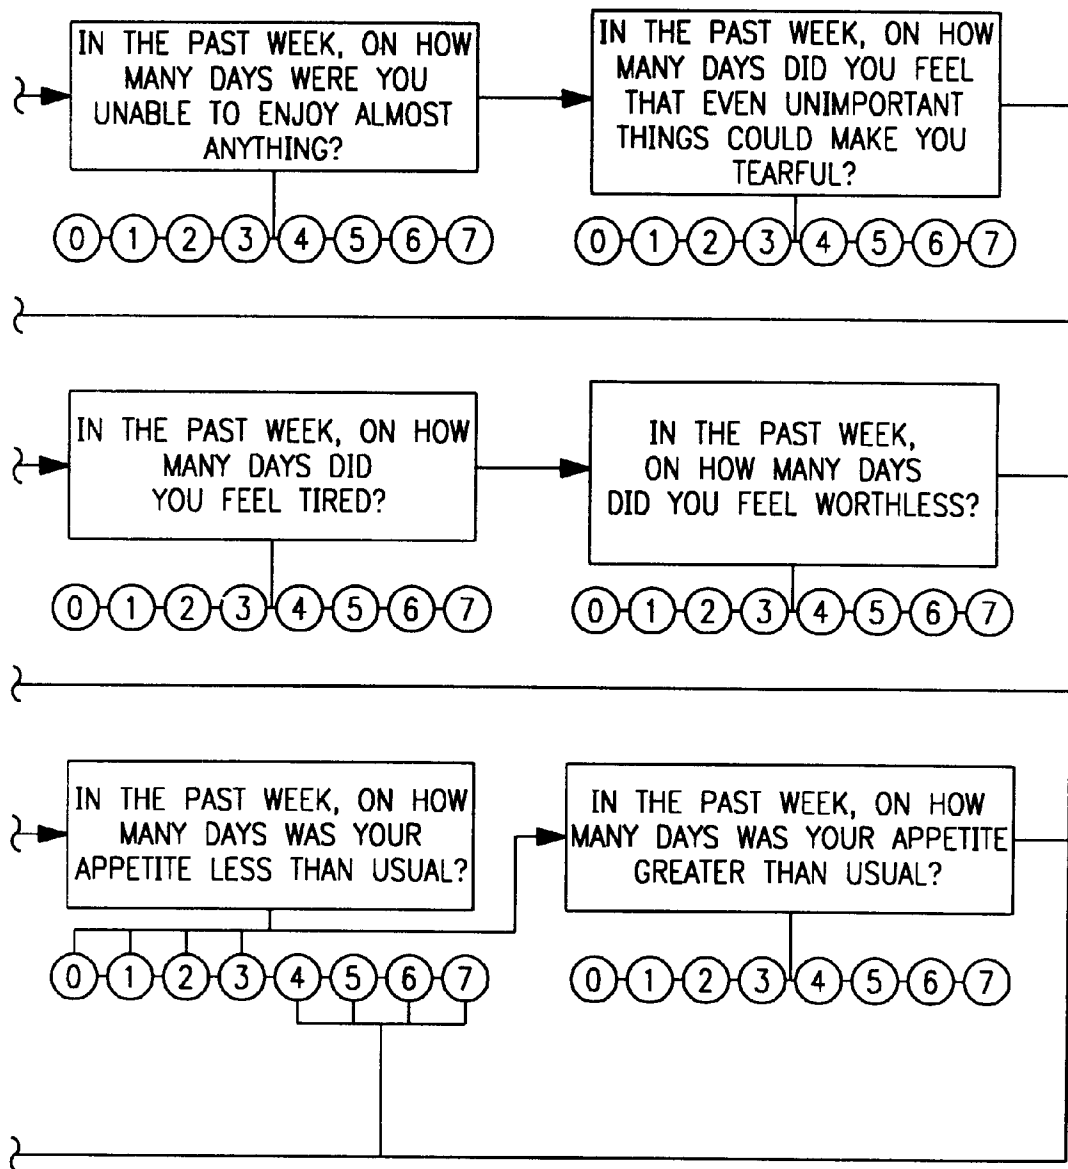 IN THE PAST WEEK, ON HOW
MANY DAYS WERE YOU
UNABLE TO ENJOY ALMOST
ANYTHING?
0 1 2 3 4 5 6 7
IN THE PAST WEEK, ON HOW
MANY DAYS DID YOU FEEL
THAT EVEN UNIMPORTANT
THINGS COULD MAKE YOU
TEARFUL?
0 1 2 3 4 5 6 7
IN THE PAST WEEK, ON HOW
MANY DAYS DID
YOU FEEL TIRED?
0 1 2 3 4 5 6 7
IN THE PAST WEEK,
ON HOW MANY DAYS
DID YOU FEEL WORTHLESS?
0 1 2 3 4 5 6 7
IN THE PAST WEEK, ON HOW
MANY DAYS WAS YOUR
APPETITE LESS THAN USUAL?
0 1 2 3 4 5 6 7
IN THE PAST WEEK, ON HOW
MANY DAYS WAS YOUR APPETITE
GREATER THAN USUAL?
0 1 2 3 4 5 6 7